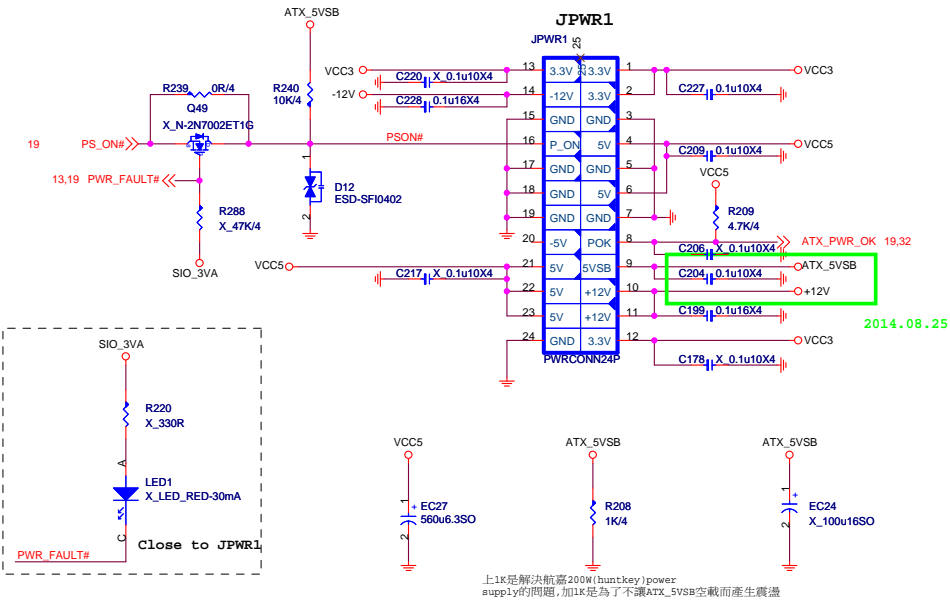 ATX_5VSB
JPWR1
JPWR1
25
25
R239 0R/4
Q49
X_N-2N7002ET1G
R240
10K/4
19 PS_ON#
13,19 PWR_FAULT#
R288
X_47K/4
SIO_3VA
PSON#
1
2
D12
ESD-SFI0402
VCC3
-12V
C220 X_0.1u10X4
C228 0.1u16X4
VCC5
C217 X_0.1u10X4
13 3.3V 3.3V 1
14 -12V 3.3V 2
15 GND GND 3
16 P_ON 5V 4
17 GND GND 5
18 GND 5V 6
19 GND GND 7
20 -5V POK 8
21 5V 5VSB 9
22 5V +12V 10
23 5V +12V 11
24 GND 3.3V 12
PWRCONN24P
VCC3
C227 0.1u10X4
VCC5
C209 0.1u10X4
VCC5
R209
4.7K/4
ATX_PWR_OK 19,32
C206 X_0.1u10X4
ATX_5VSB
C204 0.1u10X4
+12V
C199 0.1u16X4
2014.08.25
VCC3
C178 X_0.1u10X4
SIO_3VA
R220
X_330R
A
LED1
X_LED_RED-30mA
C
Close to JPWR1
PWR_FAULT#
VCC5
1
+
EC27
560u6.3SO
2
ATX_5VSB
R208
1K/4
ATX_5VSB
1
+
EC24
X_100u16SO
2
上1K是解決航嘉200W(huntkey)power
supply的問題,加1K是為了不讓ATX_5VSB空載而產生震盪